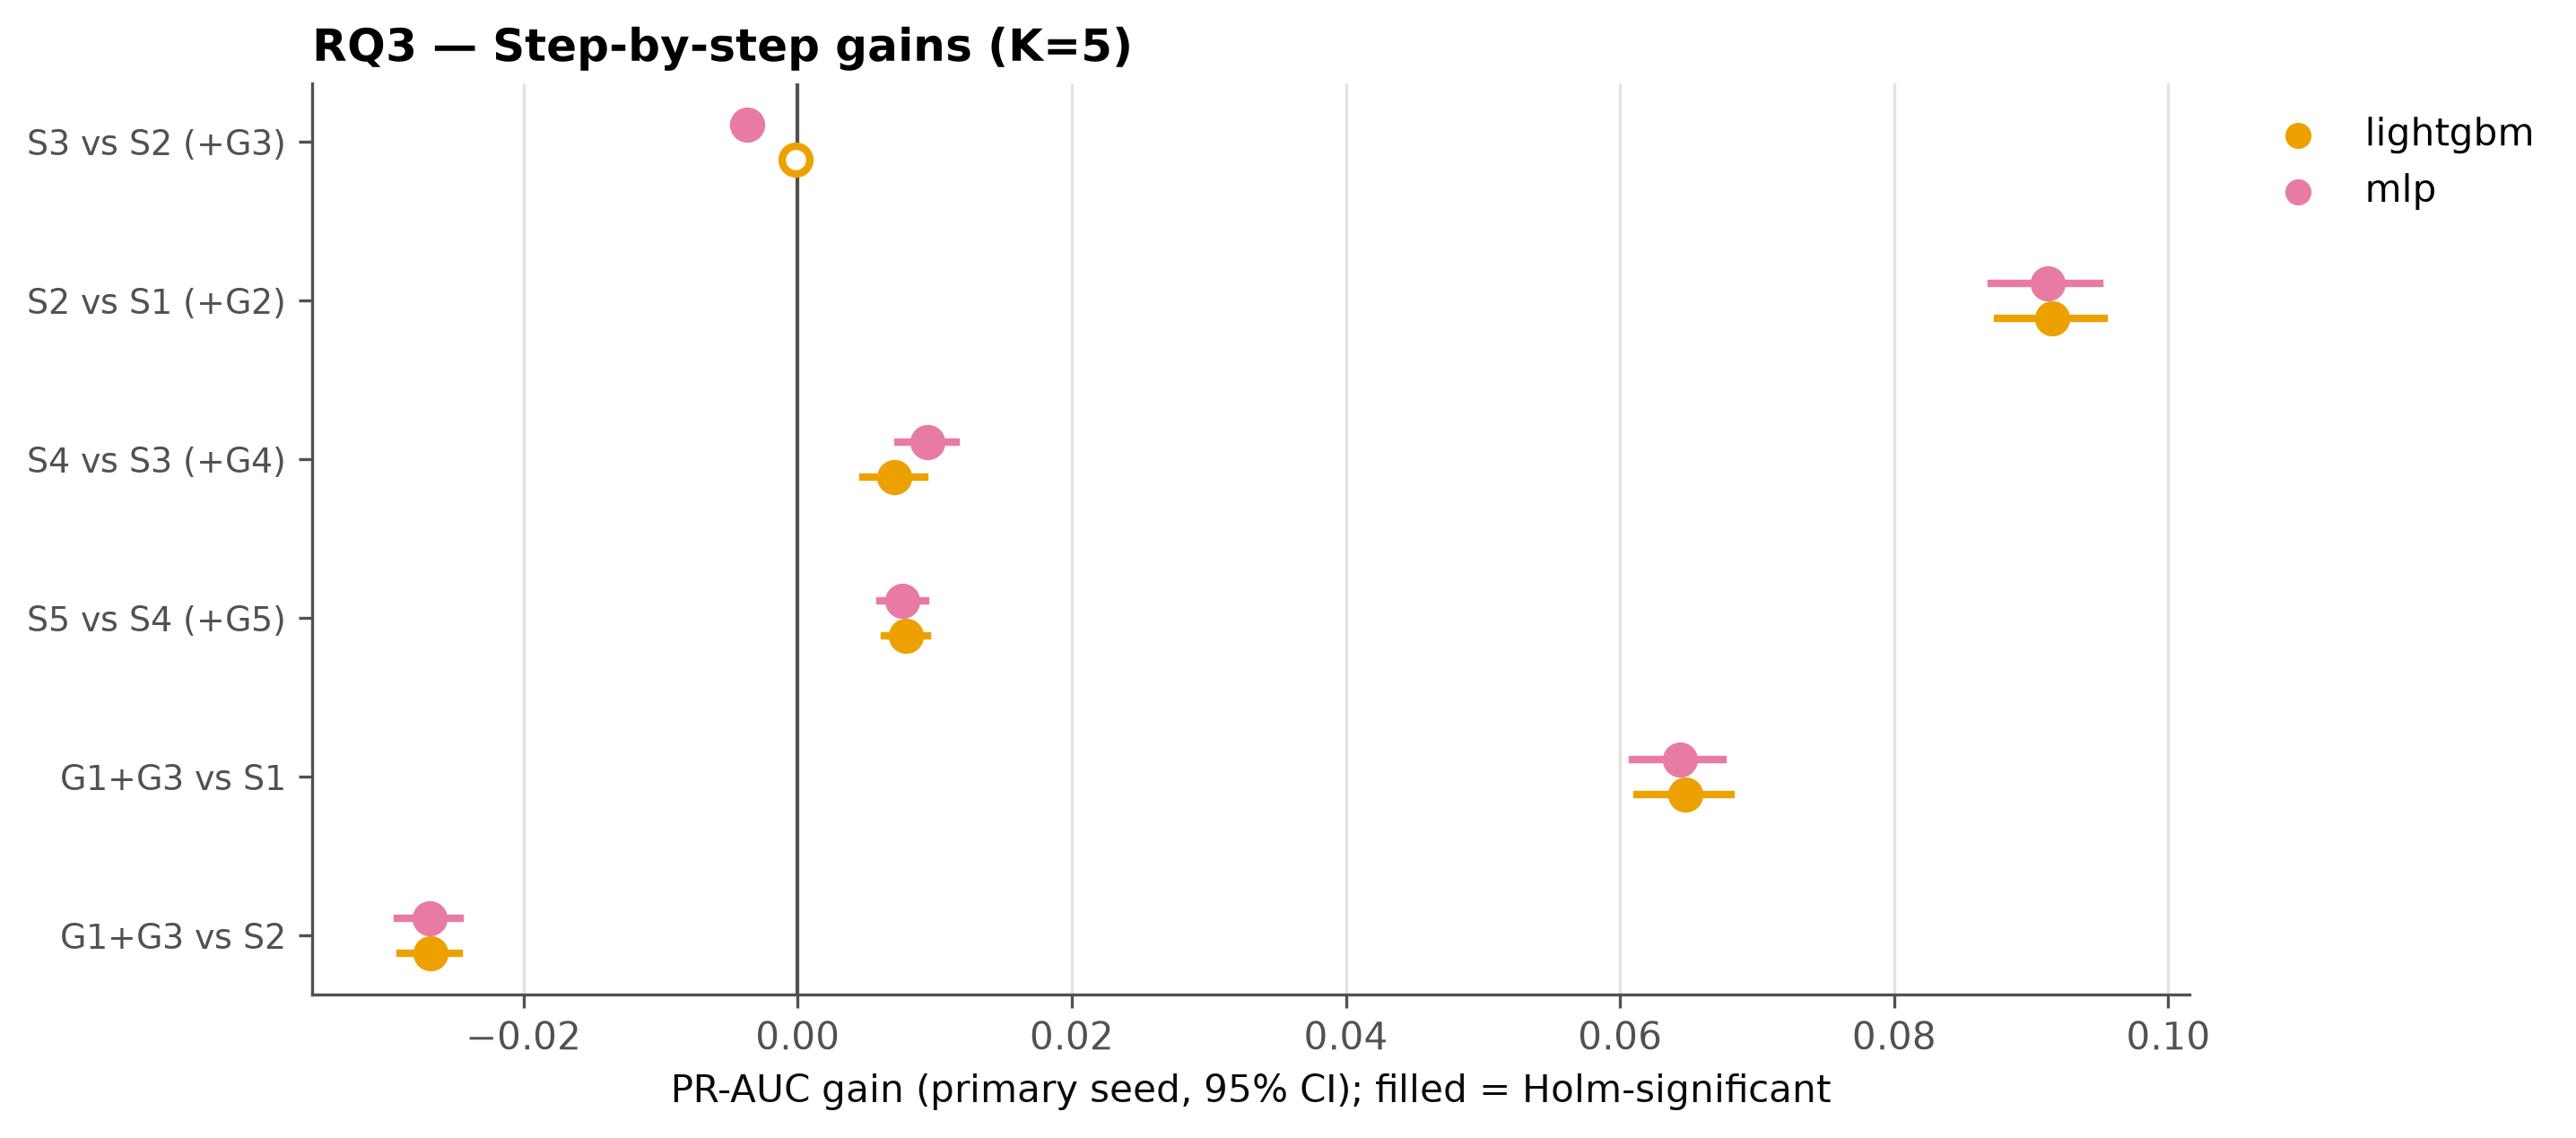 RQ3 — Step-by-step gains (K=5)
S3 vs S2 (+G3)
S2 vs S1 (+G2)
S4 vs S3 (+G4)
S5 vs S4 (+G5)
G1+G3 vs S1
G1+G3 vs S2
−0.02 0.00 0.02 0.04 0.06 0.08 0.10
PR-AUC gain (primary seed, 95% CI); filled = Holm-significant
lightgbm
mlp